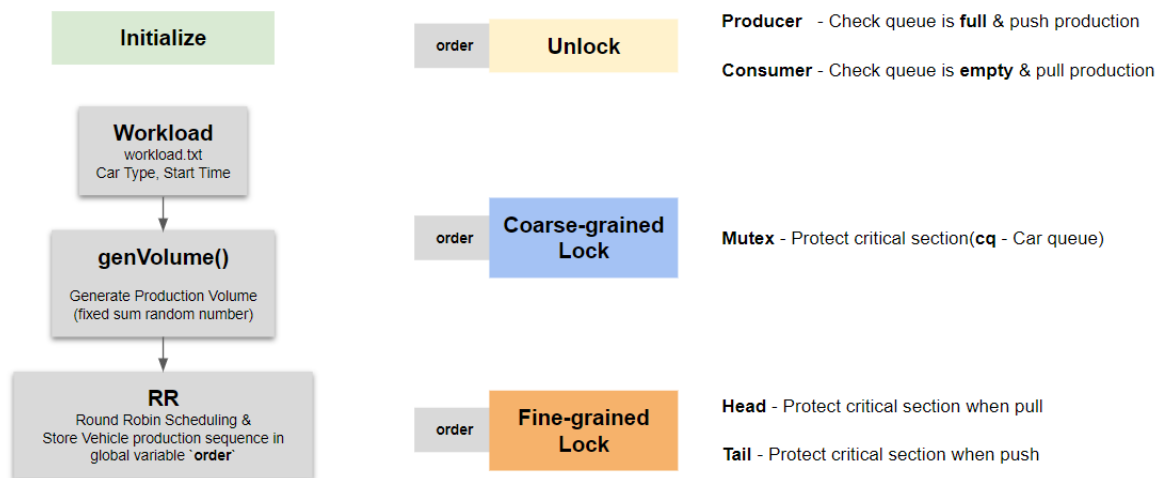 Initialize
Workload
workload.txt
Car Type, Start Time
genVolume()
Generate Production Volume
(fixed sum random number)
RR
Round Robin Scheduling &
Store Vehicle production sequence in
global variable `order`
order
Unlock
Producer - Check queue is full & push production
Consumer - Check queue is empty & pull production
order
Coarse-grained
Lock
Mutex - Protect critical section(cq - Car queue)
order
Fine-grained
Lock
Head - Protect critical section when pull
Tail - Protect critical section when push